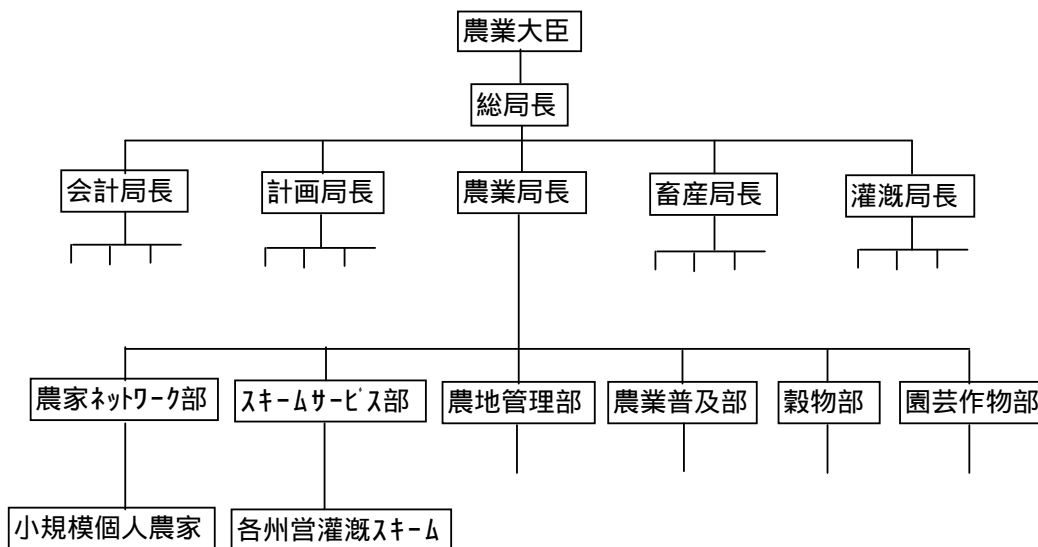 農業大臣
総局長
会計局長
計画局長
農業局長
畜産局長
灌漑局長
農家ﾈｯﾄﾜｰｸ部
ｽｷｰﾑｻｰﾋﾞｽ部
農地管理部
農業普及部
穀物部
園芸作物部
小規模個人農家
各州営灌漑ｽｷｰﾑ